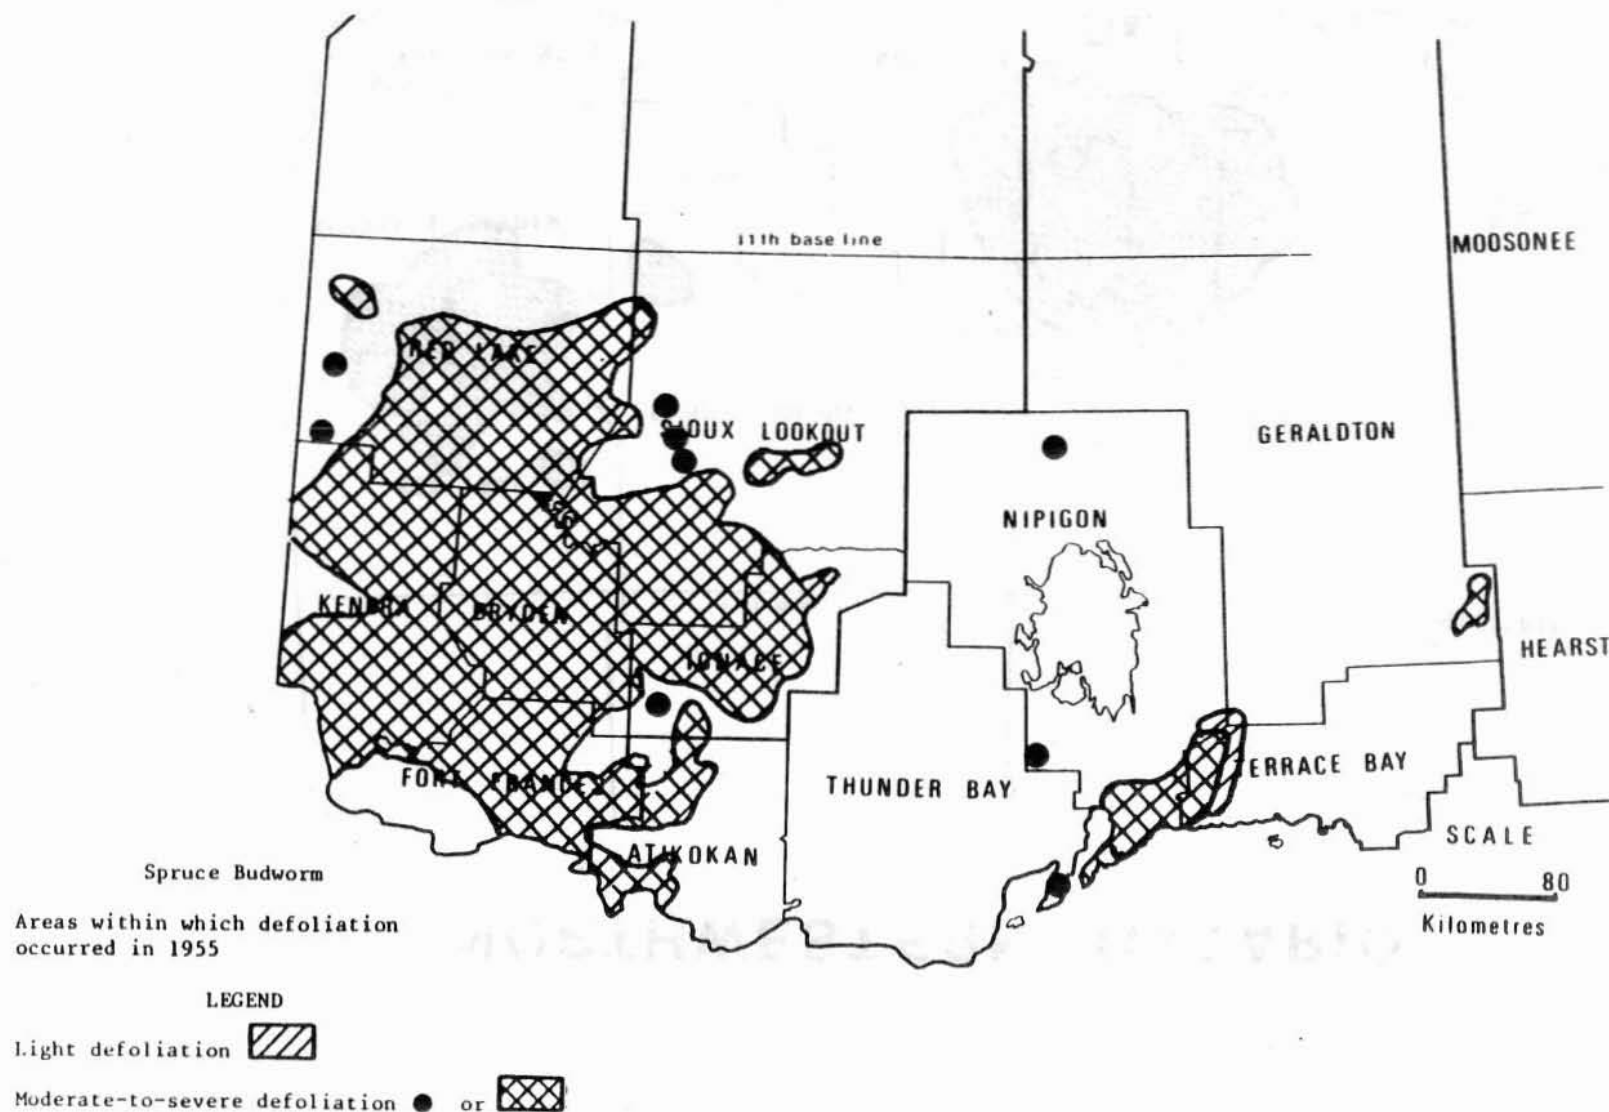 11th base line
MOOSONEE
RED LAKE
SIOUX LOOKOUT
GERALDTON
NIPIGON
KENORA
DRYDEN
HEARST
IGNACE
FORT FRANCES
THUNDER BAY
TERRACE BAY
ATIKOKAN
SCALE
0 80
Kilometres
Spruce Budworm
Areas within which defoliation
occurred in 1955
LEGEND
Light defoliation
Moderate-to-severe defoliation or